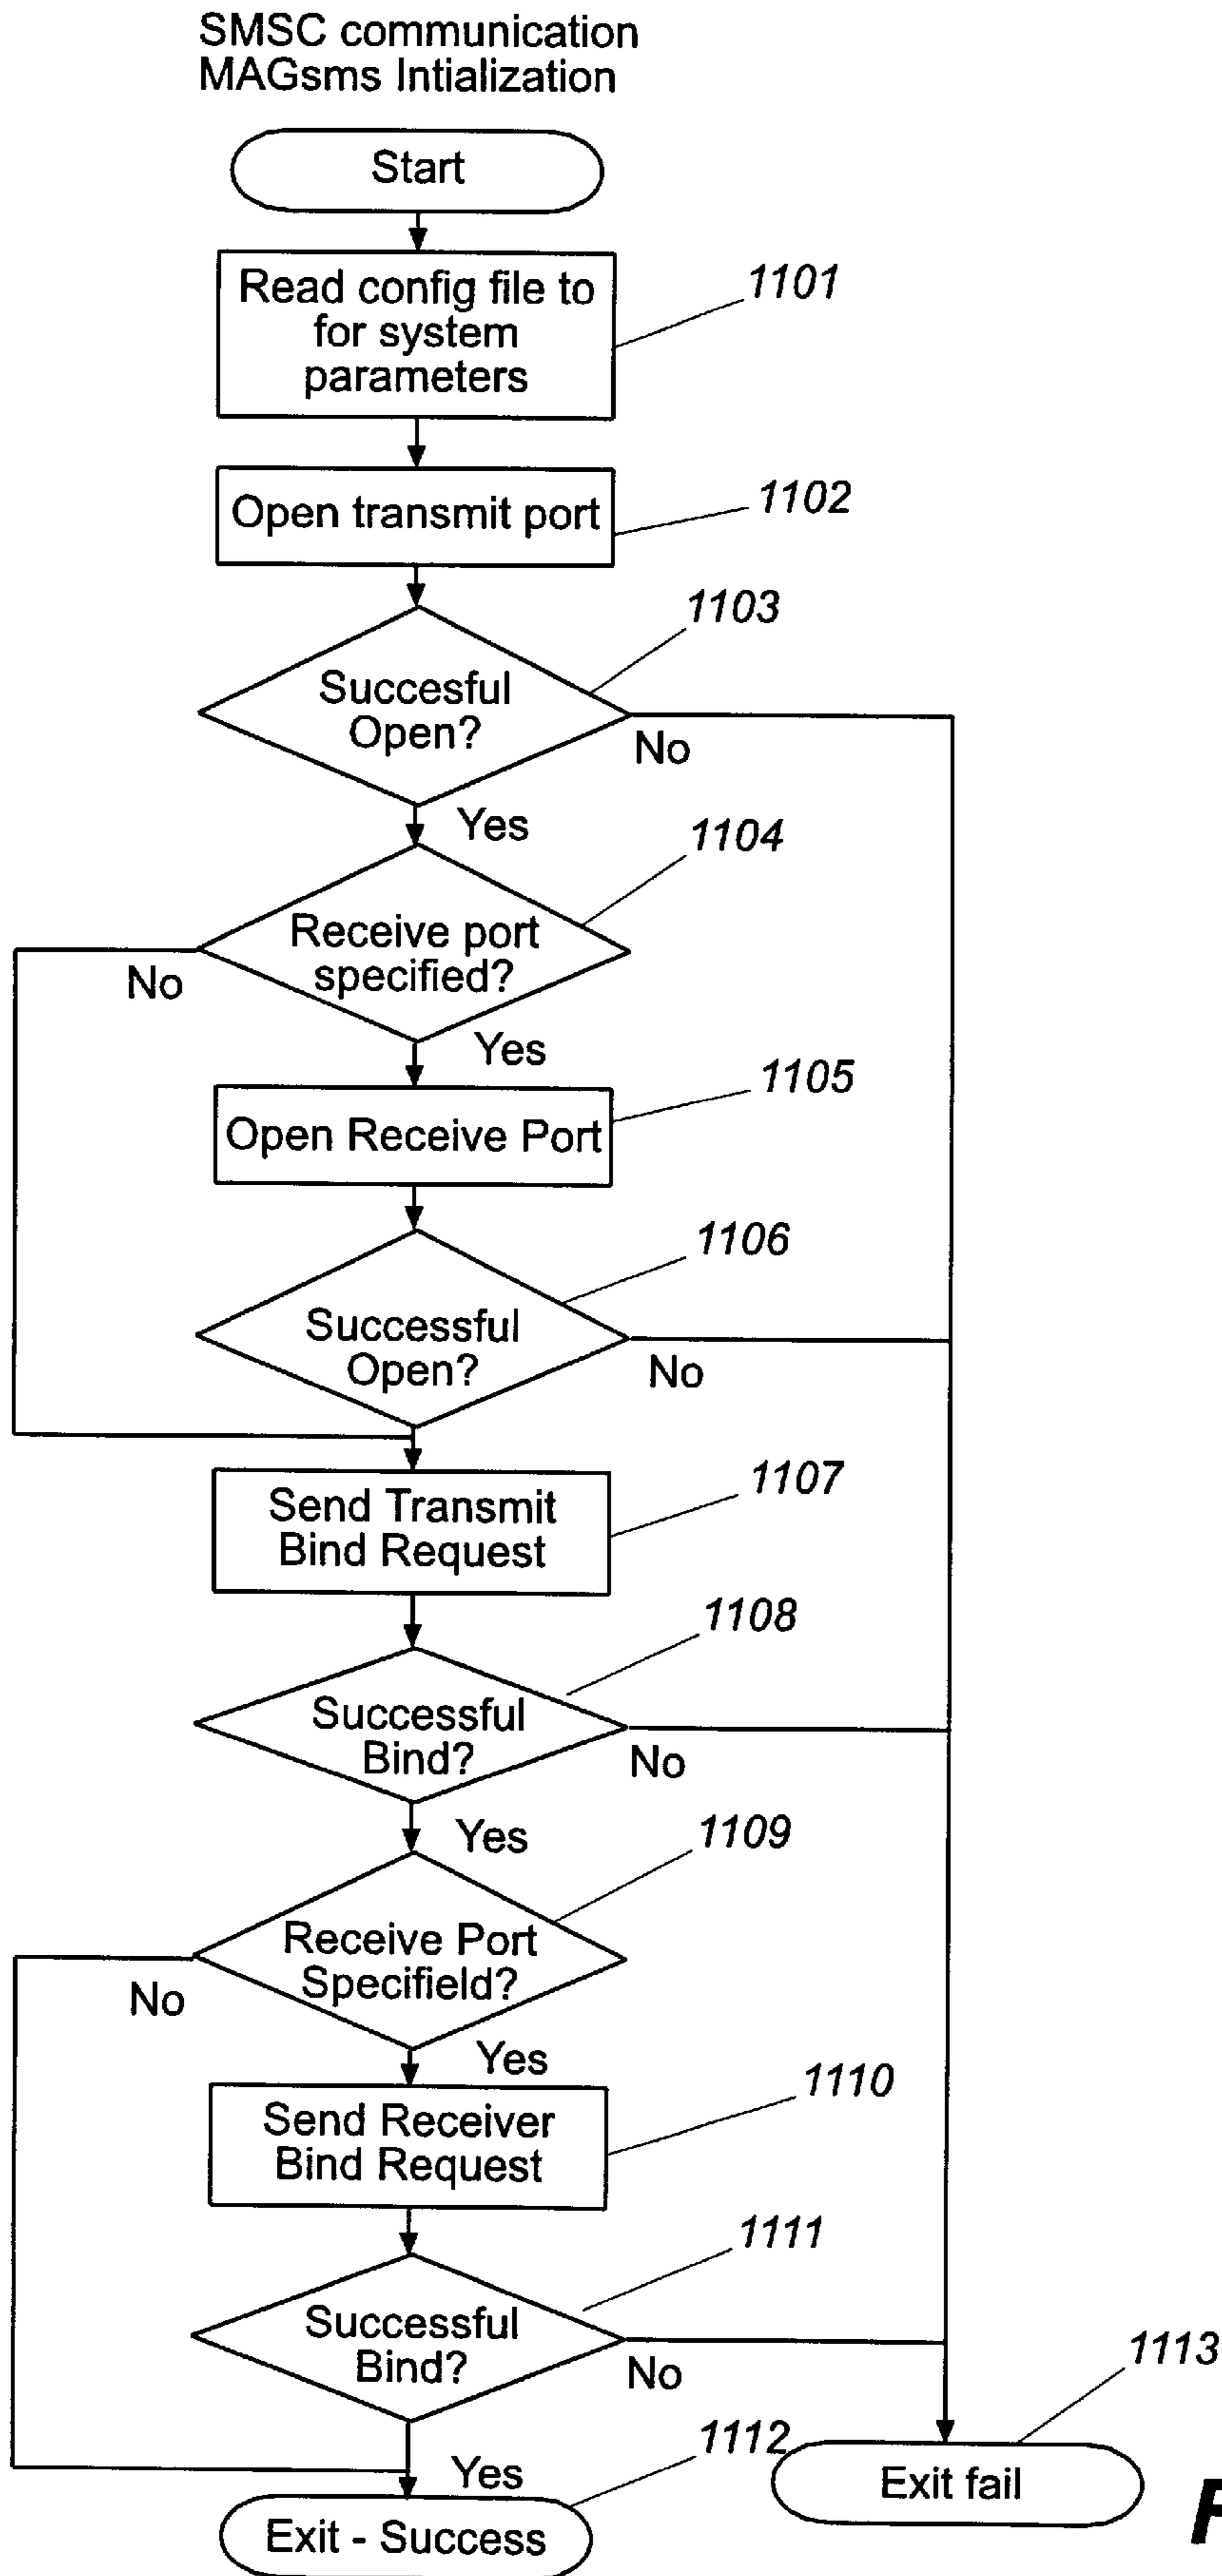 SMSC communication
MAGsms Intialization
Start
Read config file to
for system
parameters
1101
Open transmit port
1102
1103
Succesful
Open?
No
Yes
1104
Receive port
specified?
No
Yes
1105
Open Receive Port
1106
Successful
Open?
No
1107
Send Transmit
Bind Request
1108
Successful
Bind?
No
Yes
1109
Receive Port
Specifield?
No
Yes
1110
Send Receiver
Bind Request
1111
Successful
Bind?
No
1113
1112
Yes
Exit fail
Exit - Success